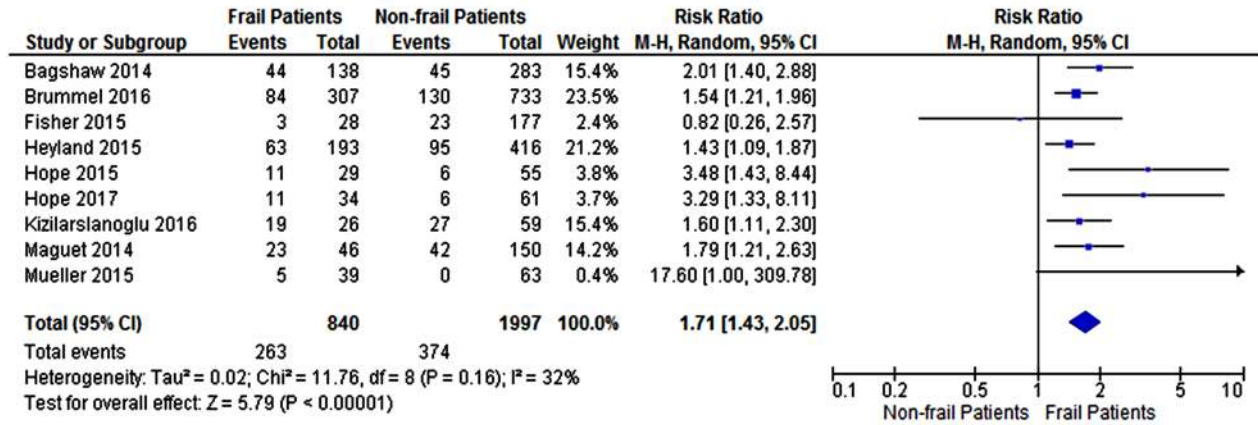 Frail Patients Non-frail Patients Risk Ratio Risk Ratio
Study or Subgroup Events Total Events Total Weight M-H, Random, 95% CI M-H, Random, 95% CI
Bagshaw 2014 44 138 45 283 15.4% 2.01 [1.40, 2.88]
Brummel 2016 84 307 130 733 23.5% 1.54 [1.21, 1.96]
Fisher 2015 3 28 23 177 2.4% 0.82 [0.26, 2.57]
Heyland 2015 63 193 95 416 21.2% 1.43 [1.09, 1.87]
Hope 2015 11 29 6 55 3.8% 3.48 [1.43, 8.44]
Hope 2017 11 34 6 61 3.8% 3.29 [1.33, 8.11]
Kizilarslanoglu 2016 19 26 27 59 15.4% 1.60 [1.11, 2.30]
Maguet 2014 23 46 42 150 14.2% 1.79 [1.21, 2.63]
Mueller 2015 5 39 0 63 0.4% 17.60 [1.00, 309.78]
Total (95% CI) 840 1997 100.0% 1.71 [1.43, 2.05]
Total events 263 374
Heterogeneity: Tau² = 0.02; Chi² = 11.76, df = 8 (P = 0.16); I² = 32%
Test for overall effect: Z = 5.79 (P < 0.00001)
0.1 0.2 0.5 1 2 5 10
Non-frail Patients Frail Patients